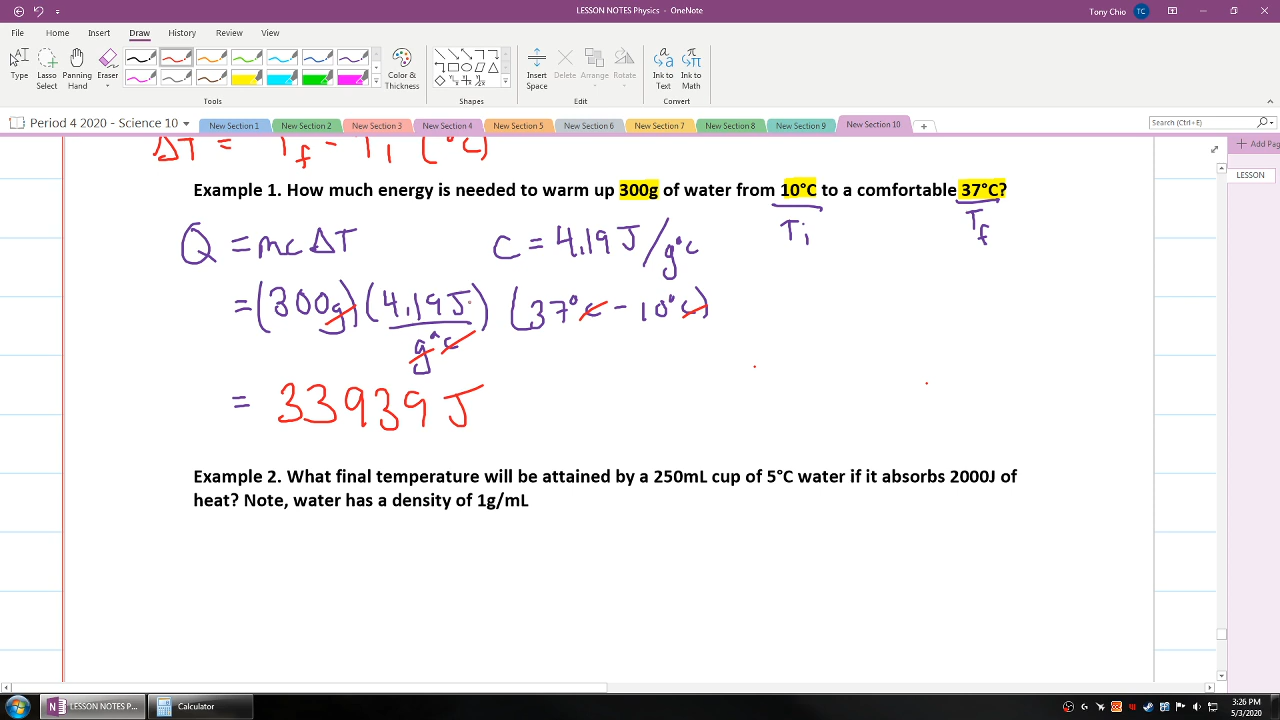 LESSON NOTES Physics - OneNote
Tony Chio TC
File Home Insert Draw History Review View
Type Lasso Select Panning Hand Eraser Color & Thickness Insert Space Delete Arrange Rotate Ink to Text Ink to Math
Tools Shapes Edit Convert
Period 4 2020 - Science 10 New Section 1 New Section 2 New Section 3 New Section 4 New Section 5 New Section 6 New Section 7 New Section 8 New Section 9 New Section 10 Search (Ctrl+E)
Add Pag
LESSON
ΔT = Tf - Ti (°C)
Example 1. How much energy is needed to warm up 300g of water from 10°C to a comfortable 37°C?
Ti Tf
Q = mcΔT c = 4.19 J/g°c
= (300g) (4.19 J/g°c) (37°c - 10°c)
= 33939 J
Example 2. What final temperature will be attained by a 250mL cup of 5°C water if it absorbs 2000J of
heat? Note, water has a density of 1g/mL
LESSON NOTES P... Calculator
3:26 PM
5/3/2020